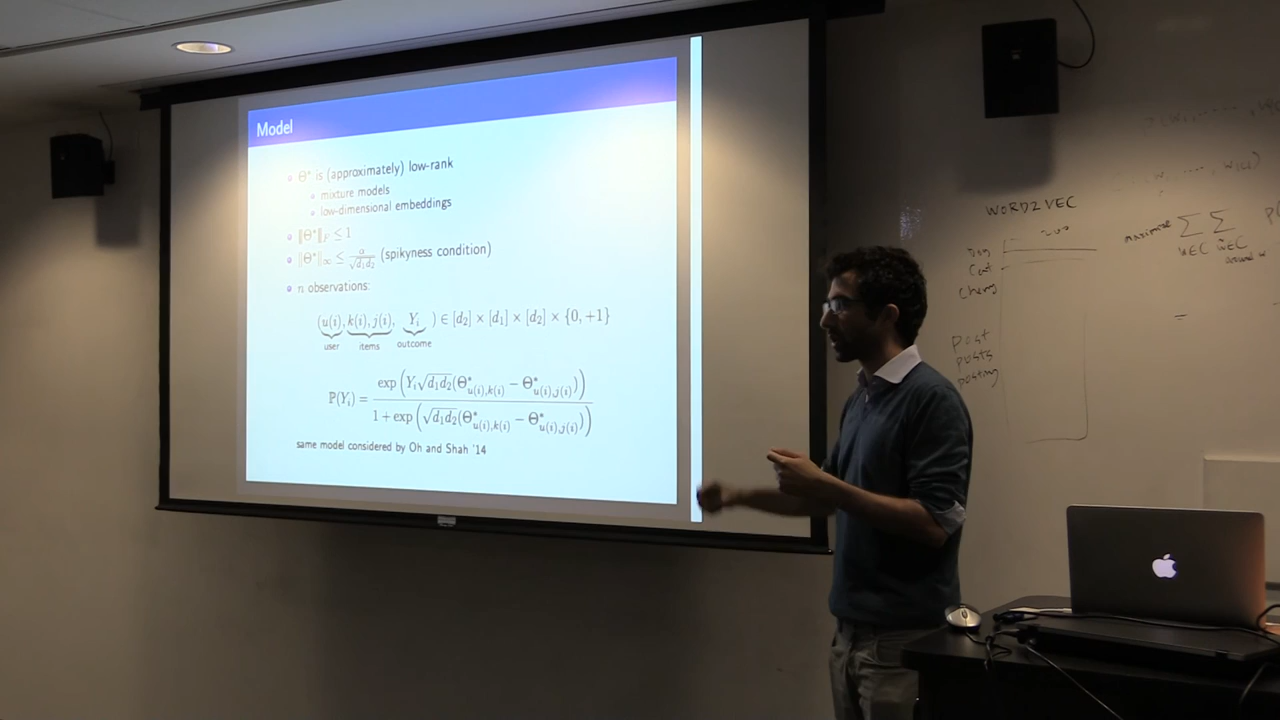 Model
Θ* is (approximately) low-rank
mixture models
low-dimensional embeddings
‖Θ*‖_F ≤ 1
‖Θ*‖_∞ ≤ α/√(d₁d₂) (spikyness condition)
n observations:
(u(i), k(i), j(i), Y_i) ∈ [d₂] × [d₁] × [d₂] × {0, +1}
user items outcome
ℙ(Y_i) = exp(Y_i√(d₁d₂)(Θ*_{u(i),k(i)} − Θ*_{u(i),j(i)})) / (1 + exp(√(d₁d₂)(Θ*_{u(i),k(i)} − Θ*_{u(i),j(i)})))
same model considered by Oh and Shah '14
WORD2VEC
200
maximize ∑ ∑
Post
posts
posting